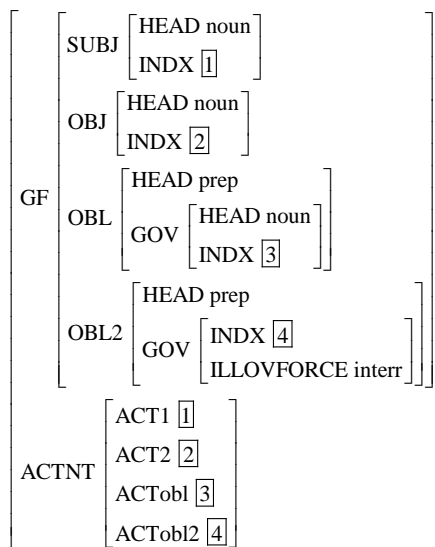 SUBJ HEAD noun
INDX 1
OBJ HEAD noun
INDX 2
GF
OBL HEAD prep
GOV HEAD noun
INDX 3
OBL2 HEAD prep
GOV INDX 4
ILLOVFORCE interr
ACTNT ACT1 1
ACT2 2
ACTobl 3
ACTobl2 4